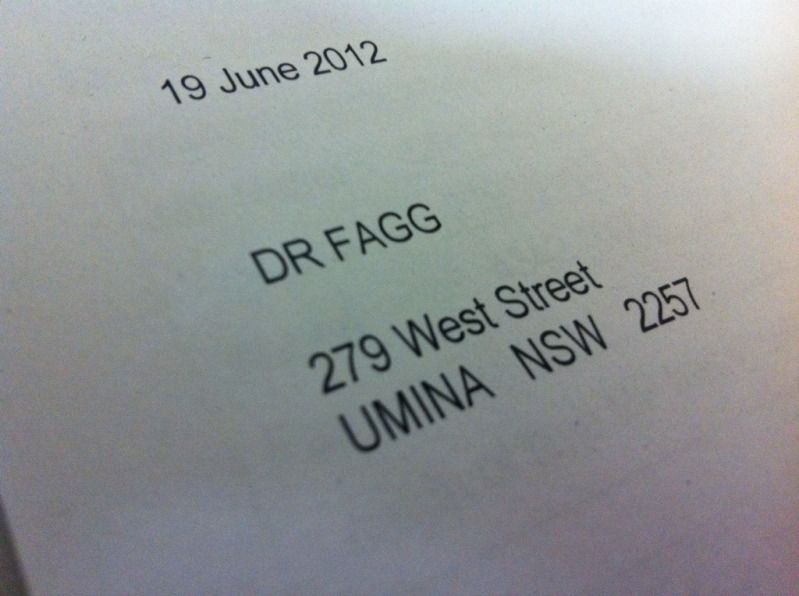 19 June 2012
DR FAGG
279 West Street
UMINA NSW 2257